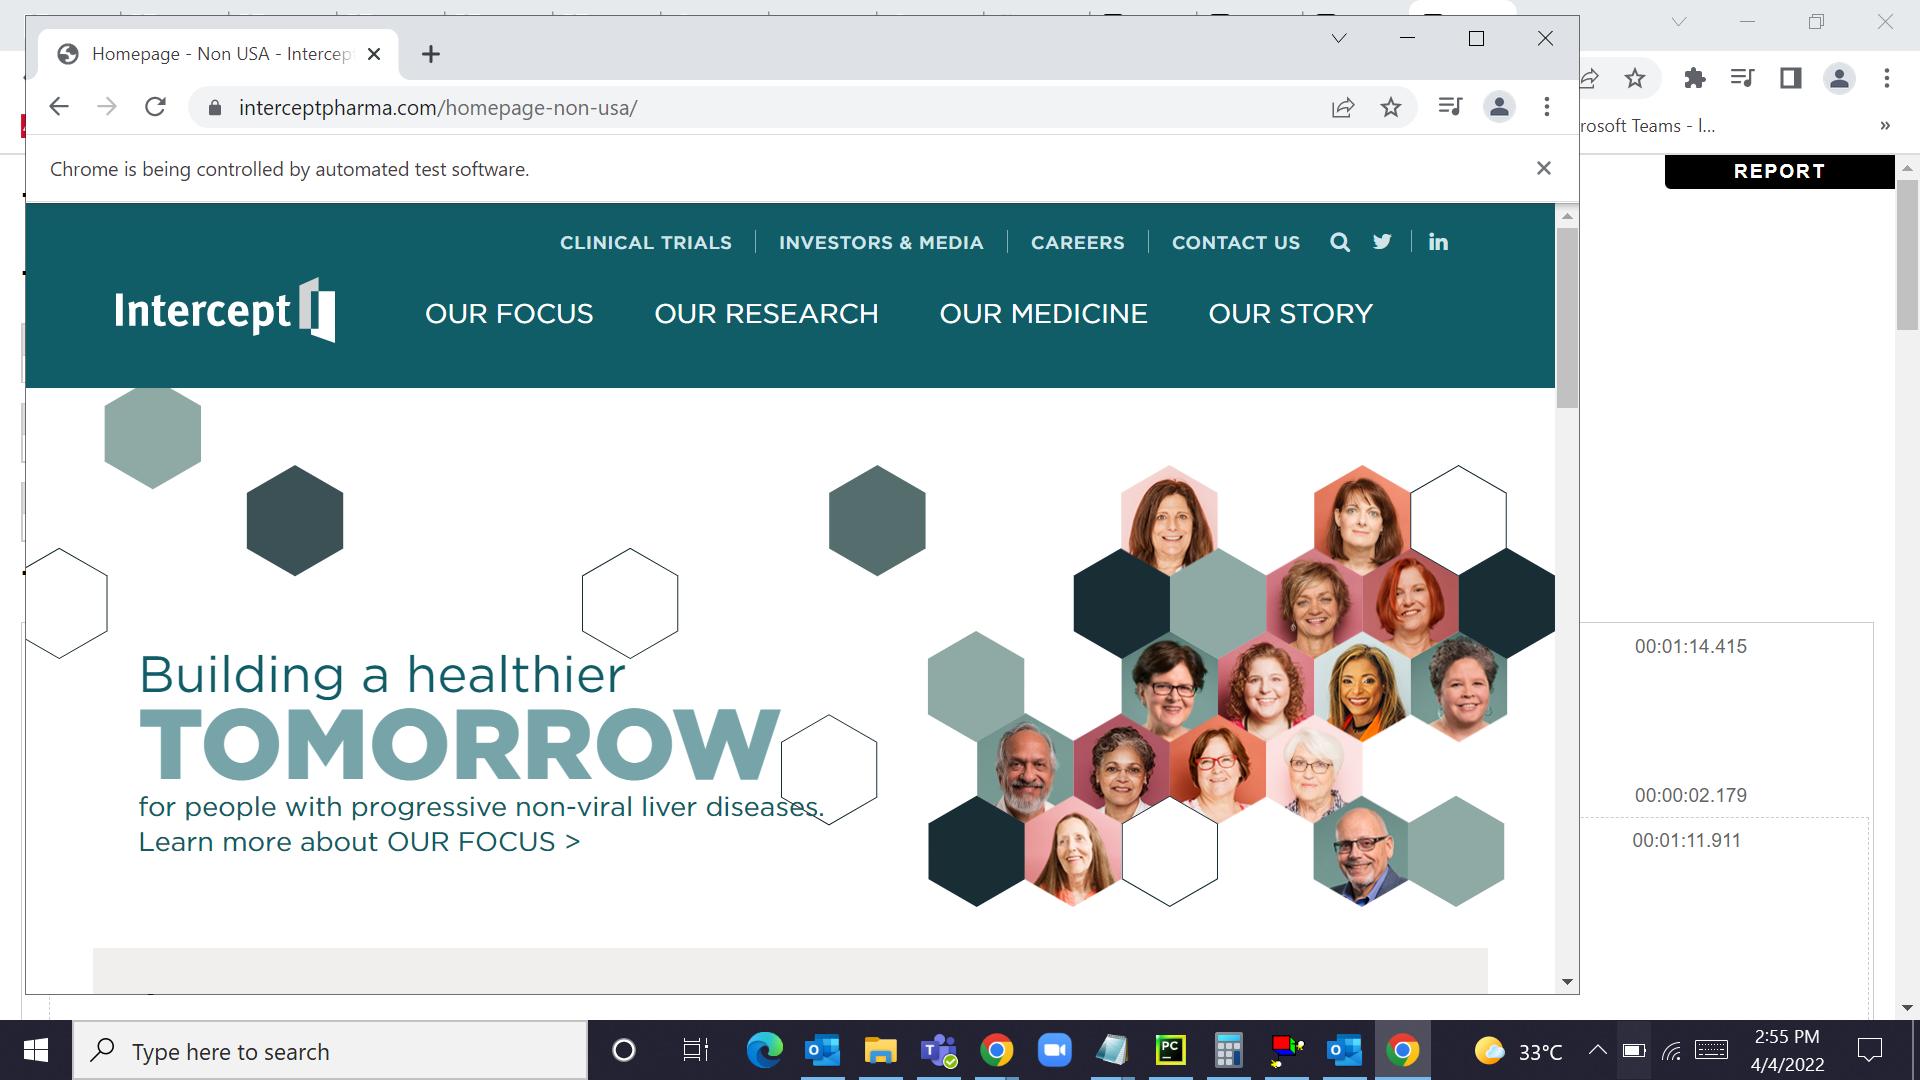 Homepage - Non USA - Intercep
interceptpharma.com/homepage-non-usa/
rosoft Teams - I...
»
Chrome is being controlled by automated test software.
REPORT
CLINICAL TRIALS
INVESTORS & MEDIA
CAREERS
CONTACT US
in
Intercept
OUR FOCUS
OUR RESEARCH
OUR MEDICINE
OUR STORY
Building a healthier
TOMORROW
for people with progressive non-viral liver diseases.
Learn more about OUR FOCUS >
00:01:14.415
00:00:02.179
00:01:11.911
Type here to search
PC
33°C
2:55 PM
4/4/2022